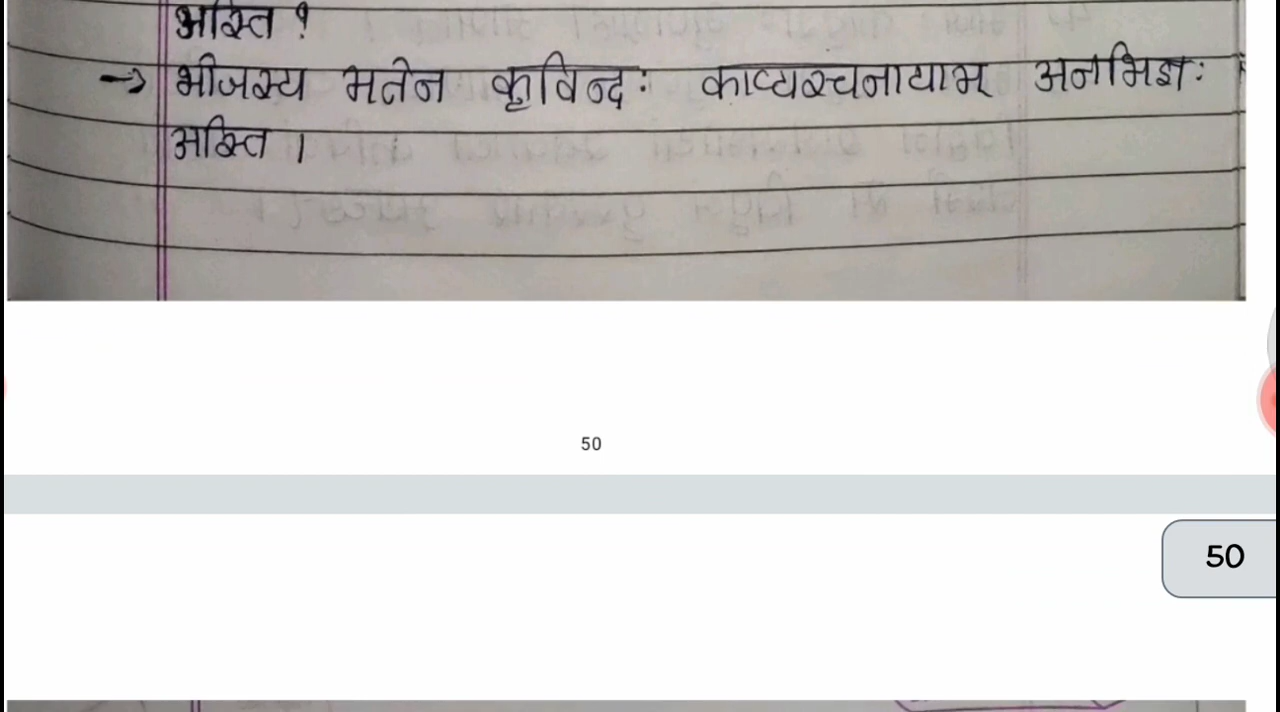 अस्ति ?
→ भोजस्य मतेन कुविन्दः काव्यरचनायाम् अनभिज्ञः
अस्ति ।
50
50